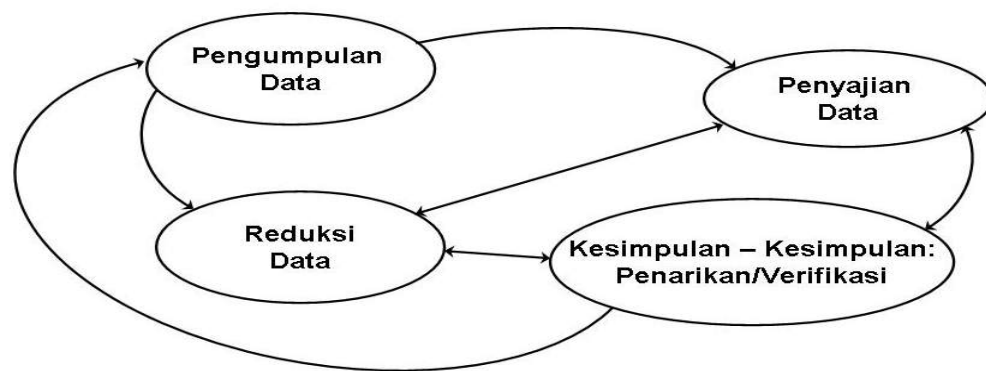 Pengumpulan
Data
Penyajian
Data
Reduksi
Data
Kesimpulan – Kesimpulan:
Penarikan/Verifikasi